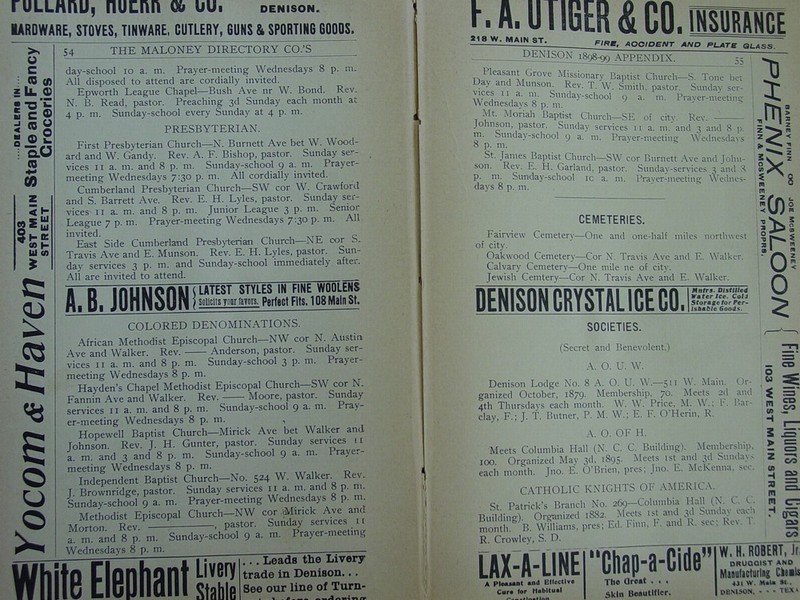 POLLARD, HUERR & CO. DENISON.
HARDWARE, STOVES, TINWARE, CUTLERY, GUNS & SPORTING GOODS.
54 THE MALONEY DIRECTORY CO.'S
day-school 10 a. m. Prayer-meeting Wednesdays 8 p. m.
All disposed to attend are cordially invited.
Epworth League Chapel—Bush Ave nr W. Bond. Rev.
N. B. Read, pastor. Preaching 3d Sunday each month at
4 p. m. Sunday-school every Sunday at 4 p. m.
PRESBYTERIAN.
First Presbyterian Church—N. Burnett Ave bet W. Wood-
ard and W. Gandy. Rev. A. F. Bishop, pastor. Sunday ser-
vices 11 a. m. and 8 p. m. Sunday-school 9 a. m. Prayer-
meeting Wednesdays 7:30 p. m. All cordially invited.
Cumberland Presbyterian Church—SW cor W. Crawford
and S. Barrett Ave. Rev. E. H. Lyles, pastor. Sunday ser-
vices 11 a. m. and 8 p. m. Junior League 3 p. m. Senior
League 7 p. m. Prayer-meeting Wednesdays 7:30 p. m. All
invited.
East Side Cumberland Presbyterian Church—NE cor S.
Travis Ave and E. Munson. Rev. E. H. Lyles, pastor. Sun-
day services 3 p. m. and Sunday-school immediately after.
All are invited to attend.
A. B. JOHNSON { LATEST STYLES IN FINE WOOLENS
Solicits your favors. Perfect Fits. 108 Main St.
COLORED DENOMINATIONS.
African Methodist Episcopal Church—NW cor N. Austin
Ave and Walker. Rev. —— Anderson, pastor. Sunday ser-
vices 11 a. m. and 8 p. m. Sunday-school 3 p. m. Prayer-
meeting Wednesdays 8 p. m.
Hayden's Chapel Methodist Episcopal Church—SW cor N.
Fannin Ave and Walker. Rev. —— Moore, pastor. Sunday
services 11 a. m. and 8 p. m. Sunday-school 9 a. m. Pray-
er-meeting Wednesdays 8 p. m.
Hopewell Baptist Church—Mirick Ave bet Walker and
Johnson. Rev. J. H. Gunter, pastor. Sunday services 11
a. m. and 3 and 8 p. m. Sunday-school 9 a. m. Prayer-
meeting Wednesdays 8 p. m.
Independent Baptist Church—No. 524 W. Walker. Rev.
J. Brownridge, pastor. Sunday services 11 a. m. and 8 p. m.
Sunday-school 9 a. m. Prayer-meeting Wednesdays 8 p. m.
Methodist Episcopal Church—NW cor Mirick Ave and
Morton. Rev. ————, pastor. Sunday services 11
a. m. and 8 p. m. Sunday-school 9 a. m. Prayer-meeting
Wednesdays 8 p. m.
White Elephant Livery Stable
... Leads the Livery
trade in Denison...
See our line of Turn-
Yocom & Haven
...DEALERS IN...
Staple and Fancy
Groceries
403
WEST MAIN
STREET
F. A. UTIGER & CO. INSURANCE
218 W. MAIN ST. FIRE, ACCIDENT AND PLATE GLASS.
DENISON 1898-99 APPENDIX. 55
Pleasant Grove Missionary Baptist Church—S. Tone bet
Day and Munson. Rev. T. W. Smith, pastor. Sunday ser-
vices 11 a. m. Sunday-school 9 a. m. Prayer-meeting
Wednesdays 8 p. m.
Mt. Moriah Baptist Church—SE of city Rev. ——
Johnson, pastor. Sunday services 11 a. m. and 3 and 8 p.
m. Sunday-school 9 a. m. Prayer-meeting Wednesdays
8 p. m.
St. James Baptist Church—SW cor Burnett Ave and John-
son. Rev. E. H. Garland, pastor. Sunday-services 3 and 8
p. m. Sunday-school 10 a. m. Prayer-meeting Wednes-
days 8 p. m.
CEMETERIES.
Fairview Cemetery—One and one-half miles northwest
of city.
Oakwood Cemetery—Cor N. Travis Ave and E. Walker.
Calvary Cemetery—One mile ne of city.
Jewish Cemtery—Cor N. Travis Ave and E. Walker.
DENISON CRYSTAL ICE CO. Mnfrs. Distilled
Water Ice. Cold
Storage for Per-
ishable Goods.
SOCIETIES.
(Secret and Benevolent.)
A. O. U. W.
Denison Lodge No. 8 A. O. U. W.—511 W. Main. Or-
ganized October, 1879. Membership, 70. Meets 2d and
4th Thursdays each month. W. W. Price, M. W.; F. Bar-
clay, F.; J. T. Butner, P. M. W.; E. F. O'Herin, R.
A. O. OF H.
Meets Columbia Hall (N. C. C. Building). Membership,
100. Organized May 3d, 1895. Meets 1st and 3d Sundays
each month. Jno. E. O'Brien, pres; Jno. E. McKenna, sec.
CATHOLIC KNIGHTS OF AMERICA.
St. Patrick's Branch No. 269—Columbia Hall (N. C. C.
Building). Organized 1882. Meets 1st and 3d Sunday each
month. B. Williams, pres; Ed. Finn, F. and R. sec; Rev. T.
R. Crowley, S. D.
LAX-A-LINE
A Pleasant and Effective
Cure for Habitual
Constipation
"Chap-a-Cide"
The Great...
Skin Beautifier.
W. H. ROBERT, Jr.
DRUGGIST AND
Manufacturing Chemist
431 W. Main St.,
DENISON, - - - TEX
PHENIX SALOON
BARNEY FINN JOE McSWEENEY
FINN & McSWEENEY PROPRS.
Fine Wines, Liquors and Cigars
103 WEST MAIN STREET.